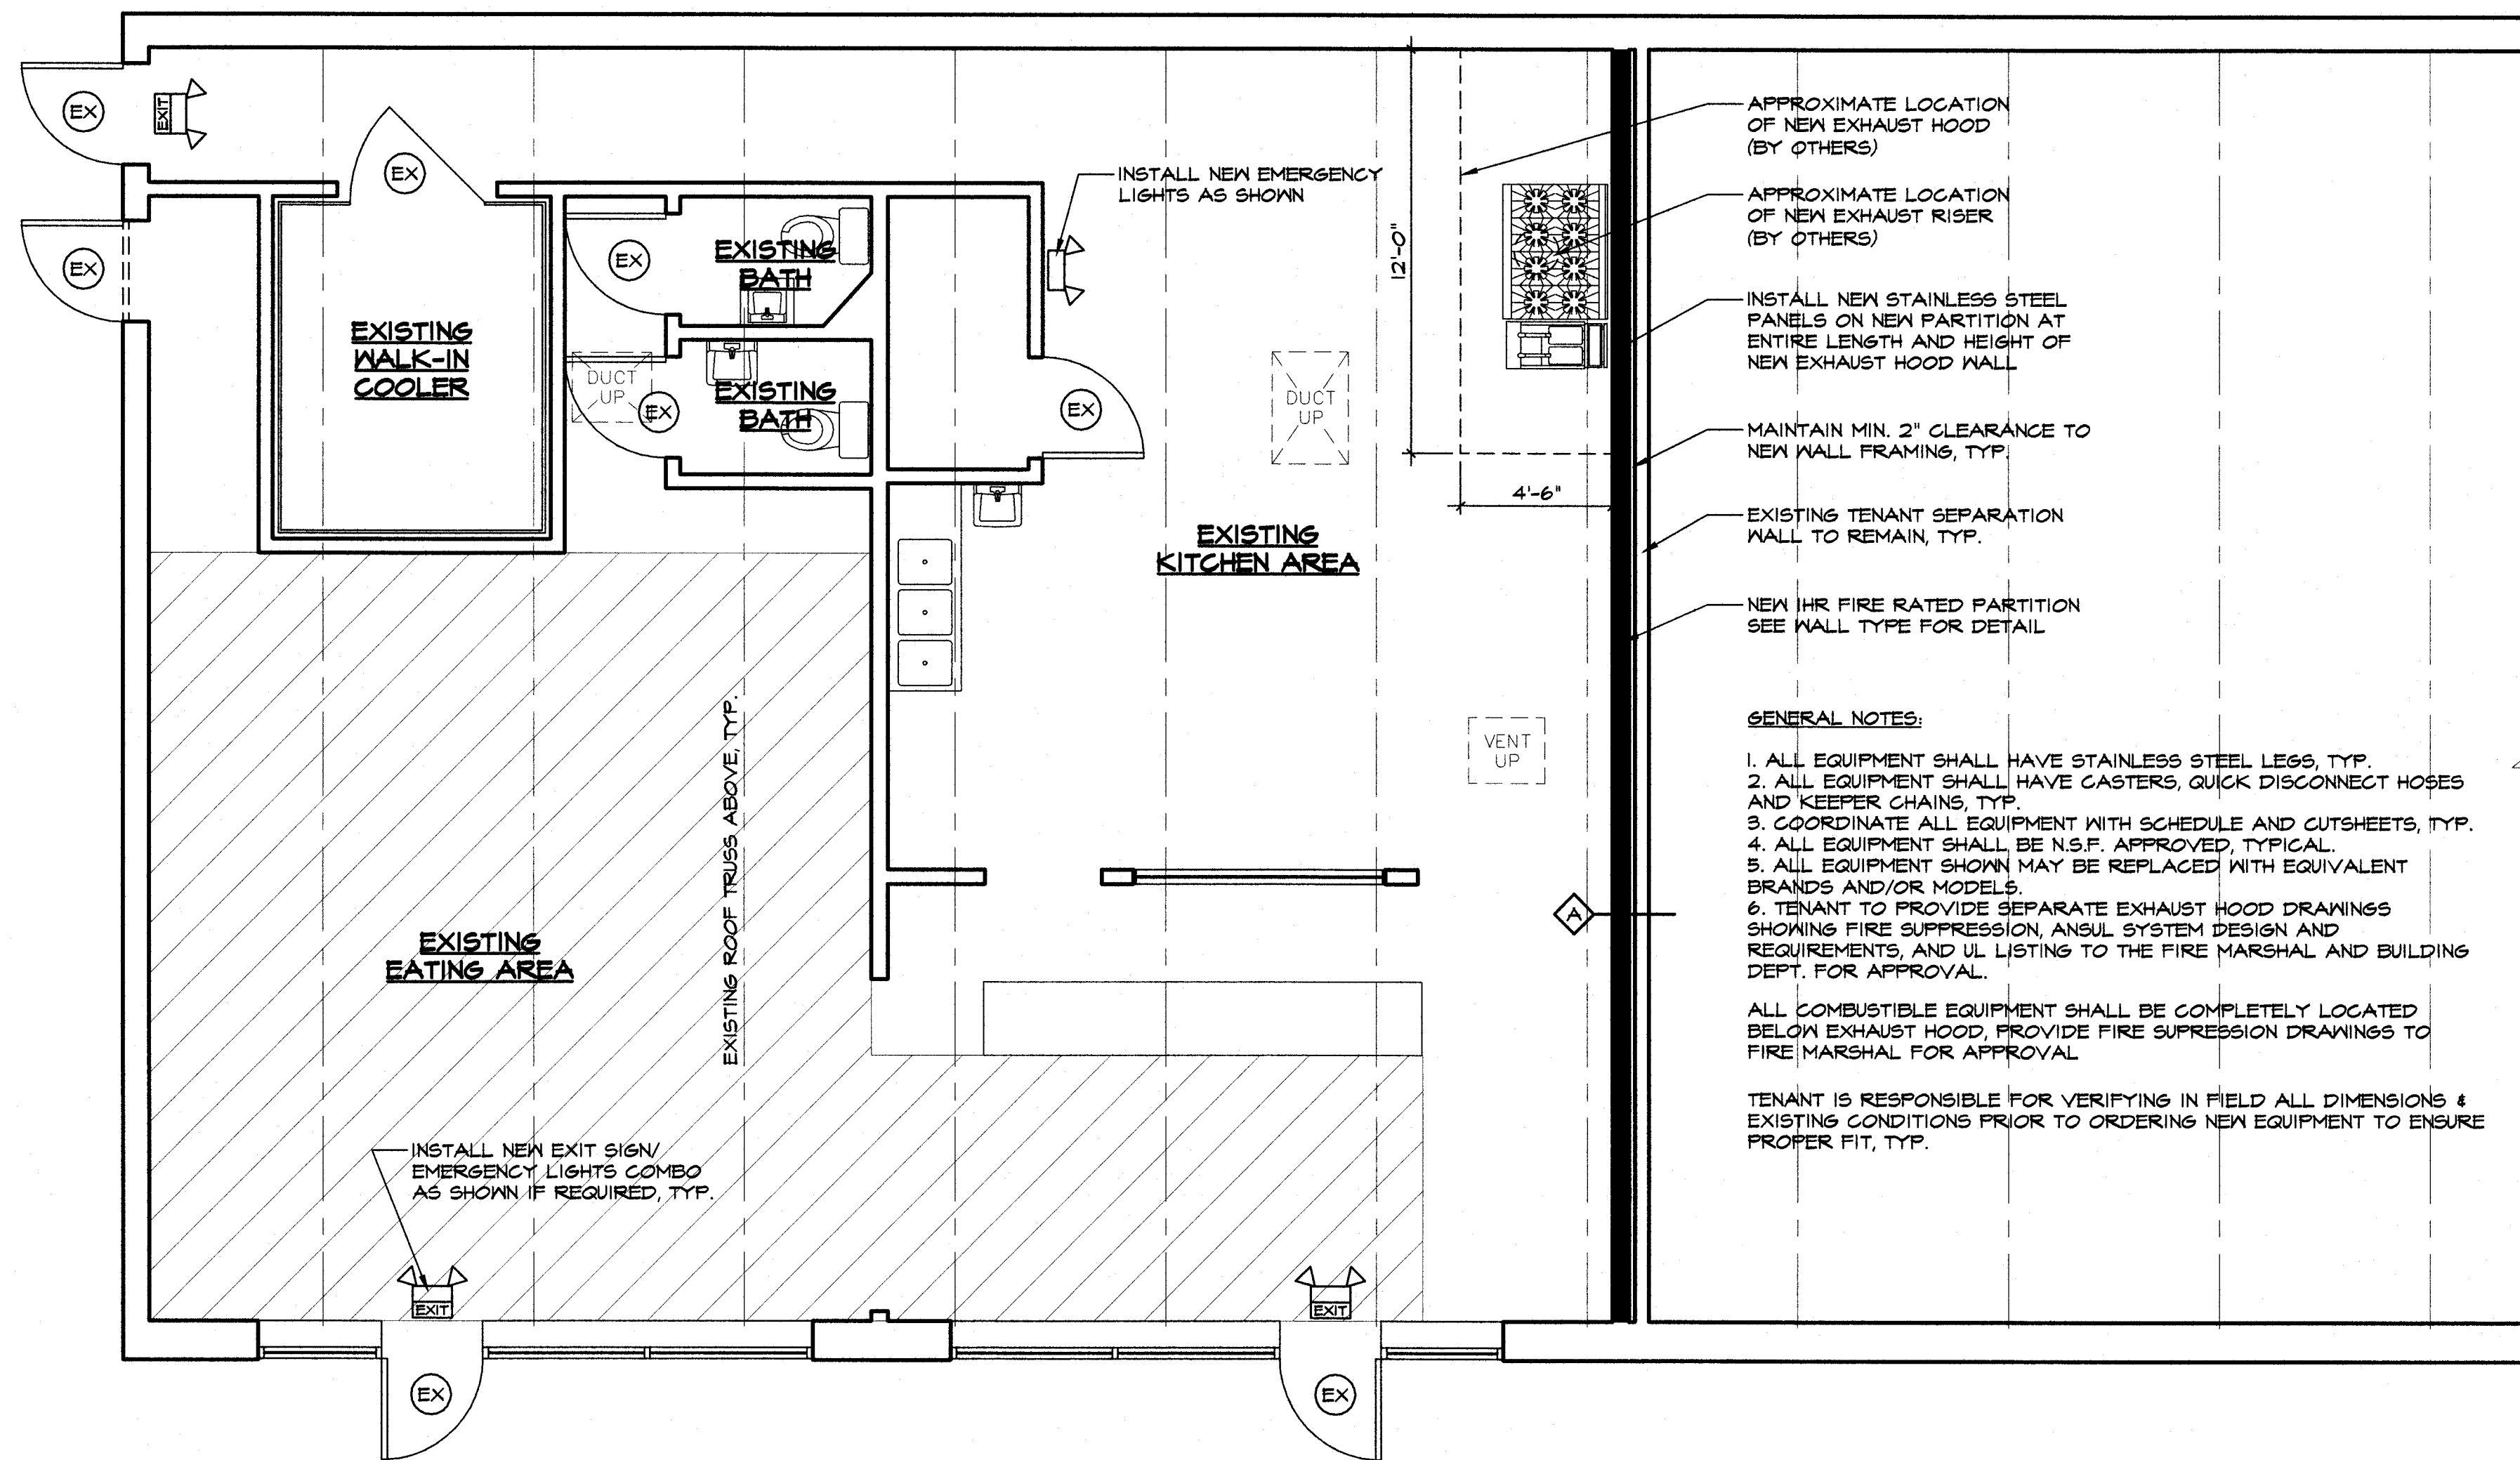 EX
EXIT
EX
EX
EXISTING
WALK-IN
COOLER
EX
EXISTING
BATH
DUCT
UP
EX
EXISTING
BATH
INSTALL NEW EMERGENCY
LIGHTS AS SHOWN
EX
DUCT
UP
12'-0"
4'-6"
EXISTING
KITCHEN AREA
VENT
UP
A
EXISTING ROOF TRUSS ABOVE, TYP.
EXISTING
EATING AREA
INSTALL NEW EXIT SIGN/
EMERGENCY LIGHTS COMBO
AS SHOWN IF REQUIRED, TYP.
EXIT
EXIT
EX
EX
APPROXIMATE LOCATION
OF NEW EXHAUST HOOD
(BY OTHERS)
APPROXIMATE LOCATION
OF NEW EXHAUST RISER
(BY OTHERS)
INSTALL NEW STAINLESS STEEL
PANELS ON NEW PARTITION AT
ENTIRE LENGTH AND HEIGHT OF
NEW EXHAUST HOOD WALL
MAINTAIN MIN. 2" CLEARANCE TO
NEW WALL FRAMING, TYP.
EXISTING TENANT SEPARATION
WALL TO REMAIN, TYP.
NEW 1HR FIRE RATED PARTITION
SEE WALL TYPE FOR DETAIL
GENERAL NOTES:
1. ALL EQUIPMENT SHALL HAVE STAINLESS STEEL LEGS, TYP.
2. ALL EQUIPMENT SHALL HAVE CASTERS, QUICK DISCONNECT HOSES
AND KEEPER CHAINS, TYP.
3. COORDINATE ALL EQUIPMENT WITH SCHEDULE AND CUTSHEETS, TYP.
4. ALL EQUIPMENT SHALL BE N.S.F. APPROVED, TYPICAL.
5. ALL EQUIPMENT SHOWN MAY BE REPLACED WITH EQUIVALENT
BRANDS AND/OR MODELS.
6. TENANT TO PROVIDE SEPARATE EXHAUST HOOD DRAWINGS
SHOWING FIRE SUPPRESSION, ANSUL SYSTEM DESIGN AND
REQUIREMENTS, AND UL LISTING TO THE FIRE MARSHAL AND BUILDING
DEPT. FOR APPROVAL.
ALL COMBUSTIBLE EQUIPMENT SHALL BE COMPLETELY LOCATED
BELOW EXHAUST HOOD, PROVIDE FIRE SUPRESSION DRAWINGS TO
FIRE MARSHAL FOR APPROVAL
TENANT IS RESPONSIBLE FOR VERIFYING IN FIELD ALL DIMENSIONS &
EXISTING CONDITIONS PRIOR TO ORDERING NEW EQUIPMENT TO ENSURE
PROPER FIT, TYP.